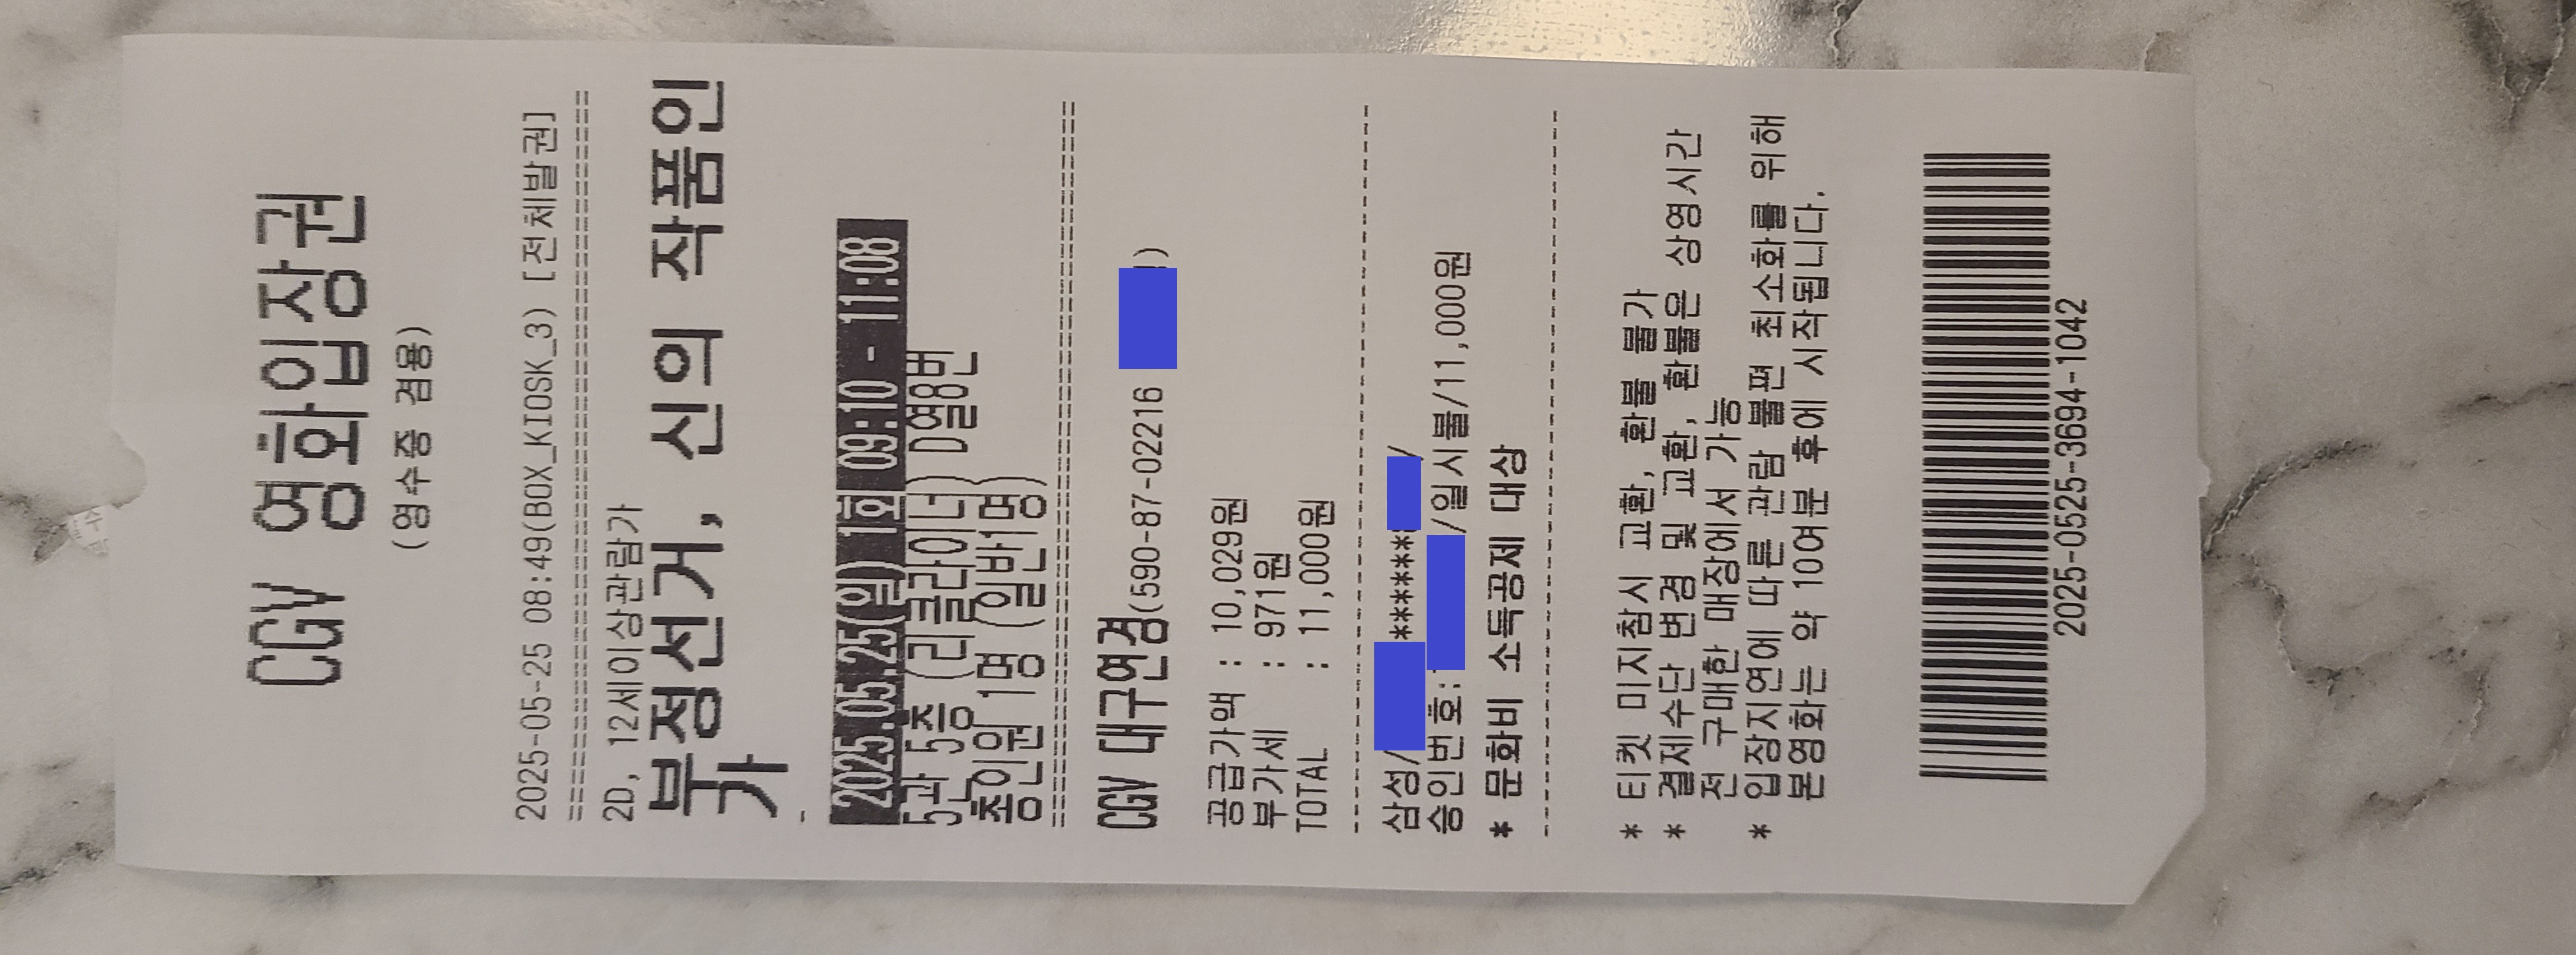 CGV 영화입장권
(영수증 겸용)
2025-05-25 08:49(BOX_KIOSK_3) [전체발권]
2D, 12세이상관람가
부정선거, 신의 작품인
가
2025.05.25(일) 1회 09:10 - 11:08
5관 5층 (리클라이너) D열8번
총인원 1명 (일반1명)
CGV 대구연경(590-87-02216 )
공급가액 : 10,029원
부가세 : 971원
TOTAL : 11,000원
삼성/ ****** /
승인번호: /일시불/11,000원
* 문화비 소득공제 대상
* 티켓 미지참시 교환, 환불 불가
* 결제수단 변경 및 교환, 환불은 상영시간
전 구매한 매장에서 가능
* 입장지연에 따른 관람 불편 최소화를 위해
본영화는 약 10여분 후에 시작됩니다.
2025-0525-3694-1042